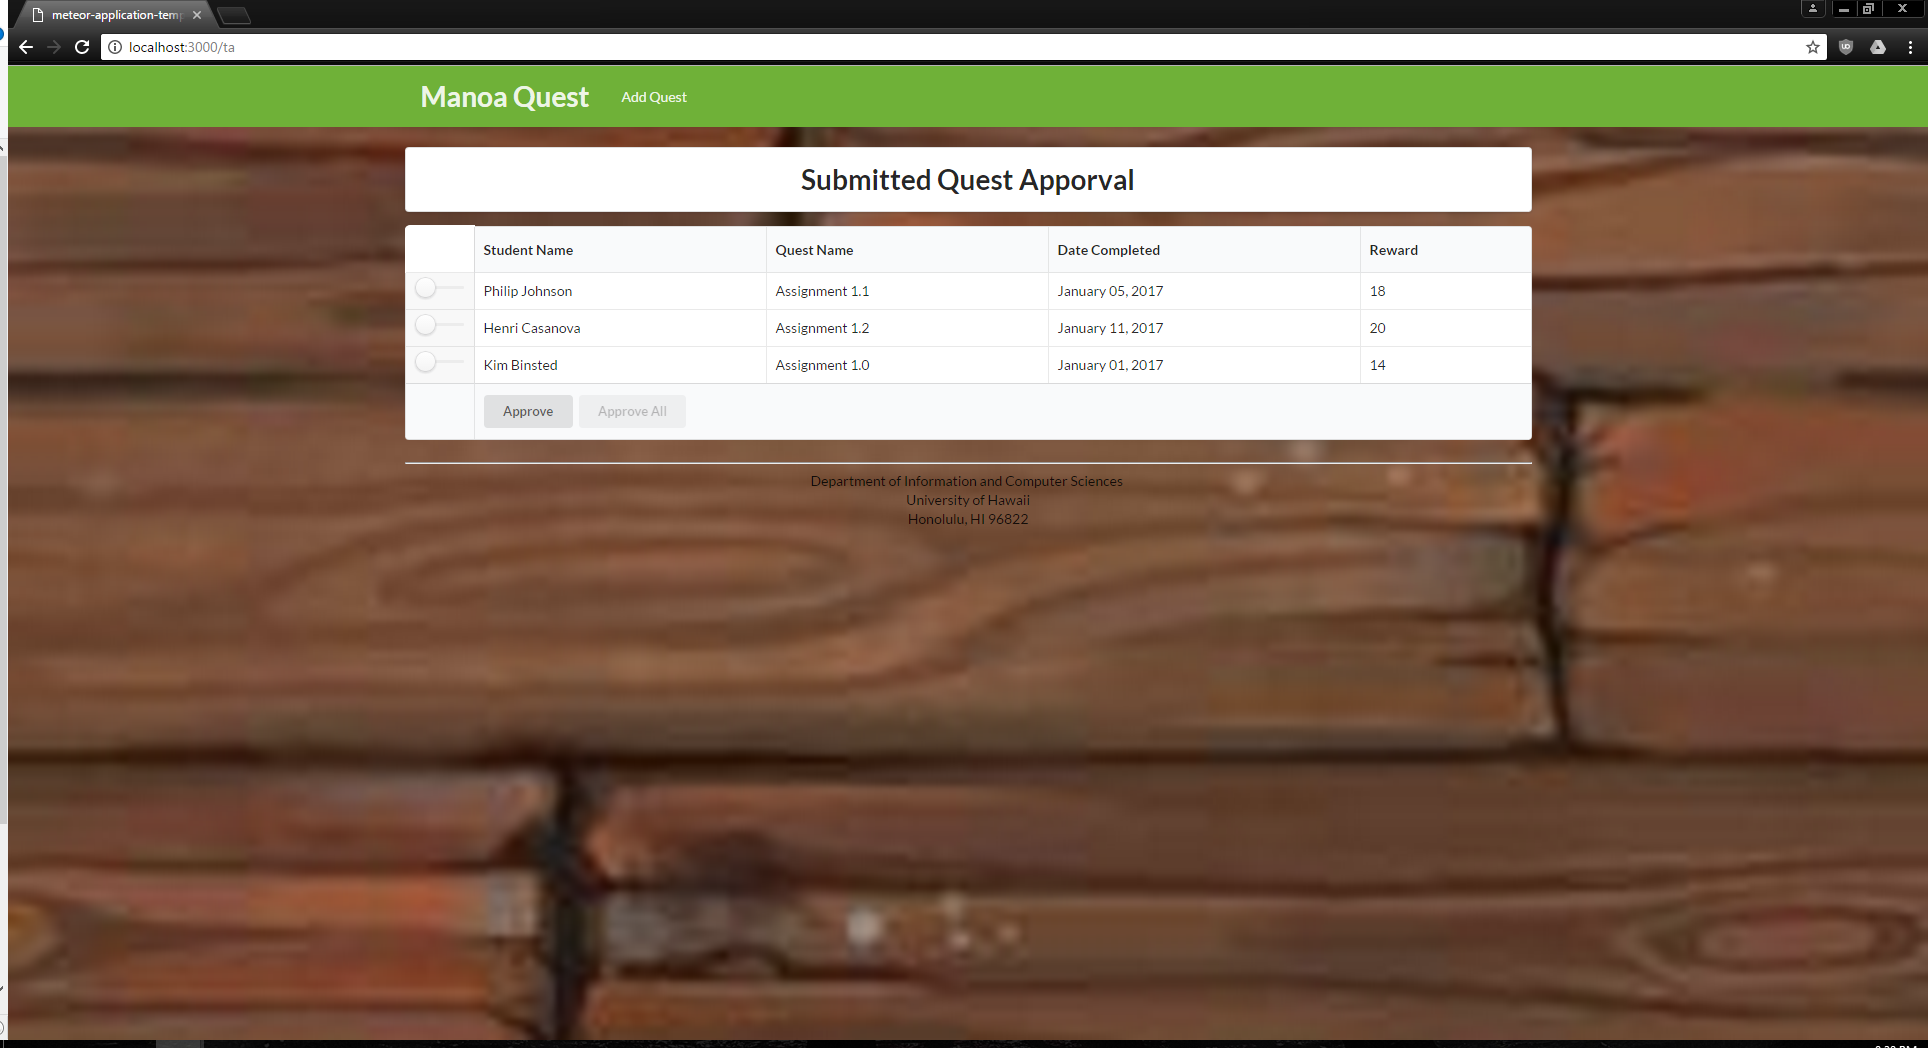 meteor-application-temp
localhost:3000/ta
Manoa Quest Add Quest
Submitted Quest Apporval
Student Name Quest Name Date Completed Reward
Philip Johnson Assignment 1.1 January 05, 2017 18
Henri Casanova Assignment 1.2 January 11, 2017 20
Kim Binsted Assignment 1.0 January 01, 2017 14
Approve Approve All
Department of Information and Computer Sciences
University of Hawaii
Honolulu, HI 96822